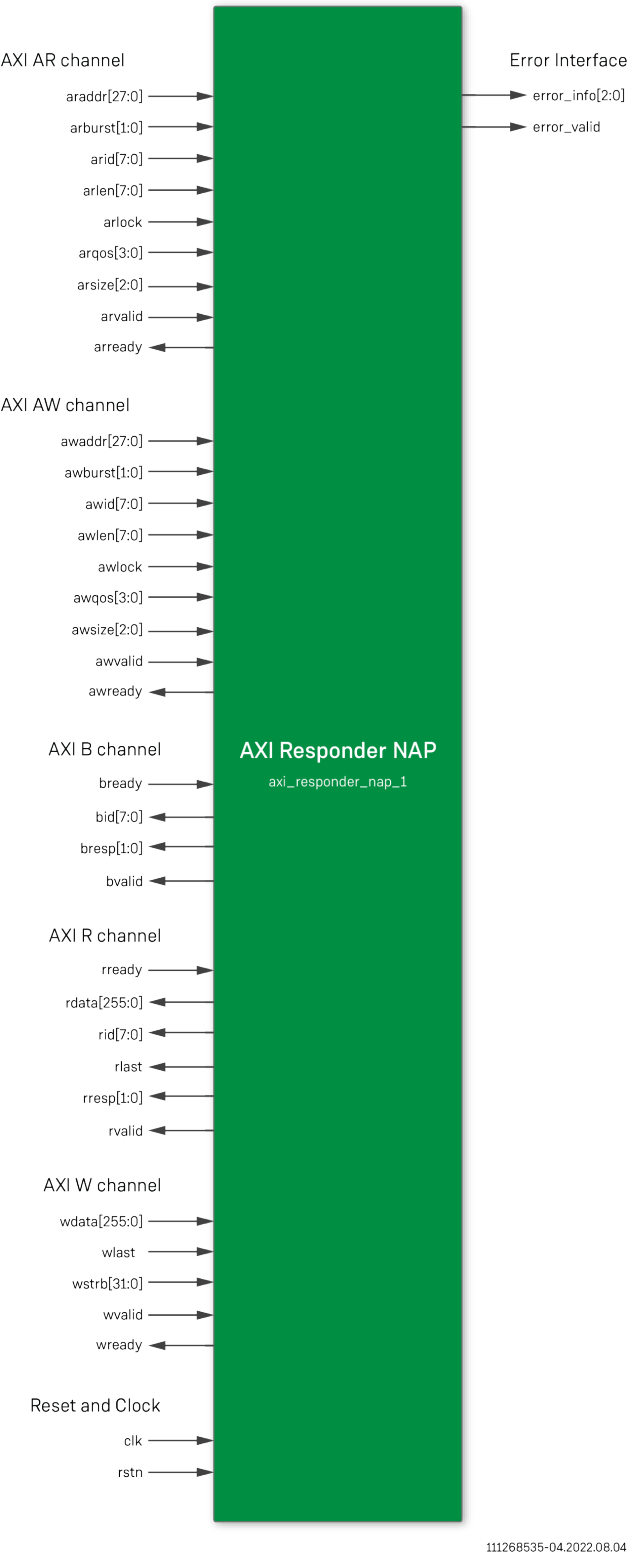 AXI AR channel
araddr[27:0]
arburst[1:0]
arid[7:0]
arlen[7:0]
arlock
arqos[3:0]
arsize[2:0]
arvalid
arready
AXI AW channel
awaddr[27:0]
awburst[1:0]
awid[7:0]
awlen[7:0]
awlock
awqos[3:0]
awsize[2:0]
awvalid
awready
AXI B channel
bready
bid[7:0]
bresp[1:0]
bvalid
AXI R channel
rready
rdata[255:0]
rid[7:0]
rlast
rresp[1:0]
rvalid
AXI W channel
wdata[255:0]
wlast
wstrb[31:0]
wvalid
wready
Reset and Clock
clk
rstn
AXI Responder NAP
axi_responder_nap_1
Error Interface
error_info[2:0]
error_valid
111268535-04.2022.08.04